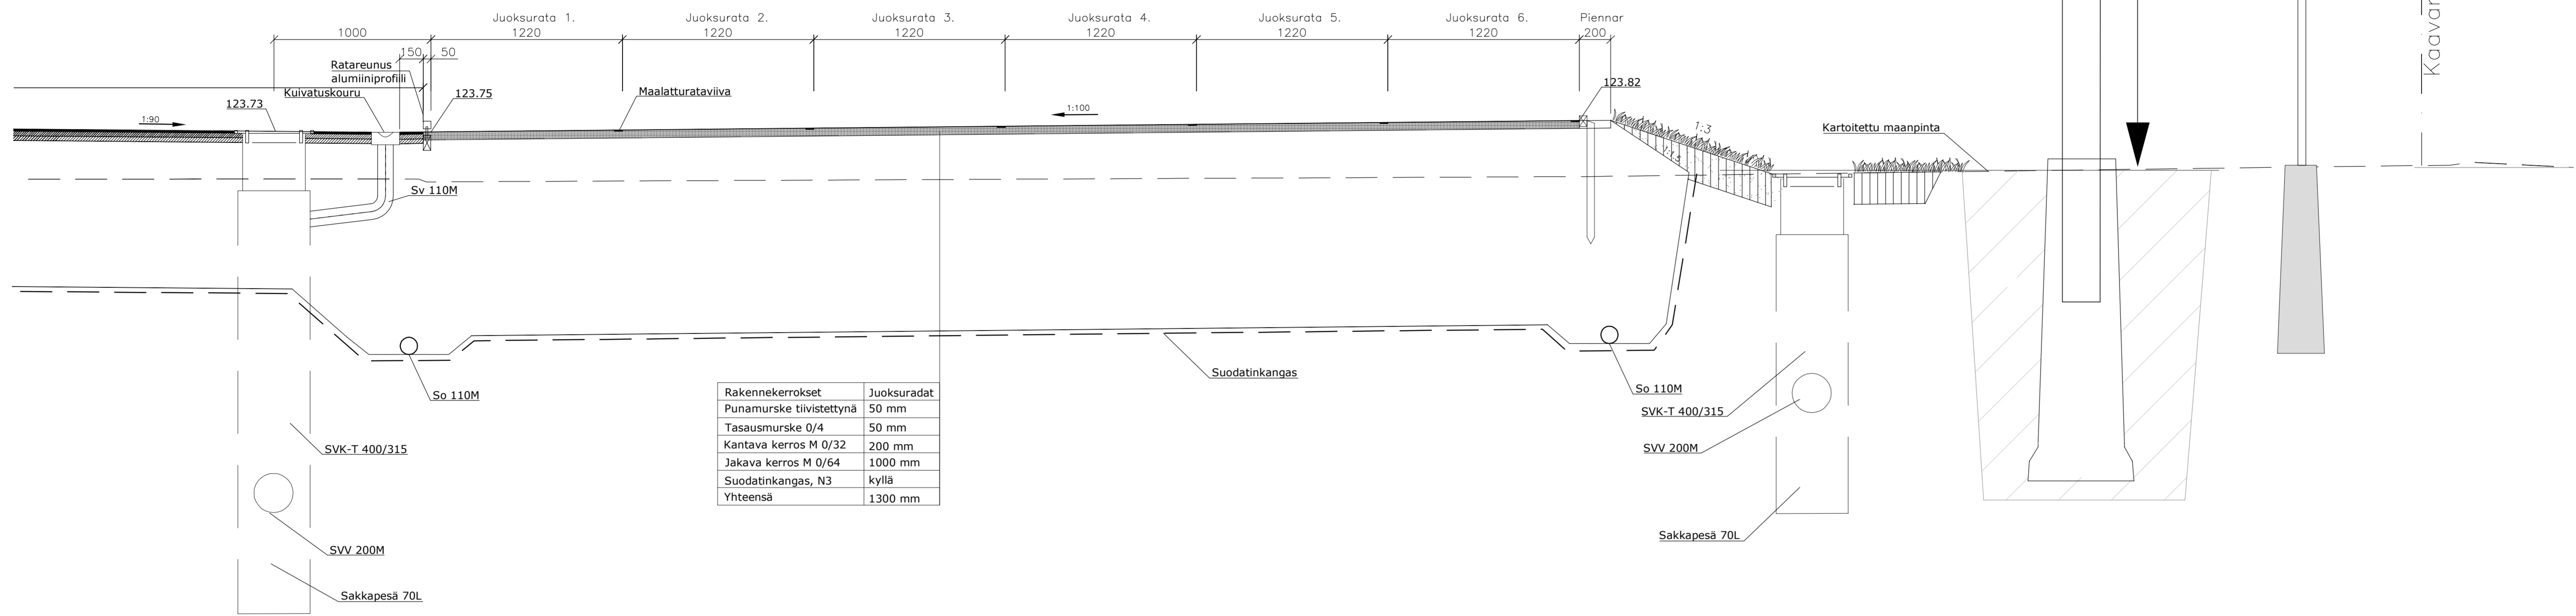 Juoksurata 1.
Juoksurata 2.
Juoksurata 3.
Juoksurata 4.
Juoksurata 5.
Juoksurata 6.
Piennar
1000
1220
1220
1220
1220
1220
1220
200
150
50
Ratareunus
alumiiniprofiili
Kuivatuskouru
123.73
123.75
Maalatturataviiva
123.82
1:90
1:100
1:3
1:1.5
Kartoitettu maanpinta
Sv 110M
So 110M
Suodatinkangas
So 110M
SVK-T 400/315
SVV 200M
Sakkapesä 70L
SVK-T 400/315
SVV 200M
Sakkapesä 70L
Rakennekerrokset Juoksuradat
Punamurske tiivistettynä 50 mm
Tasausmurske 0/4 50 mm
Kantava kerros M 0/32 200 mm
Jakava kerros M 0/64 1000 mm
Suodatinkangas, N3 kyllä
Yhteensä 1300 mm